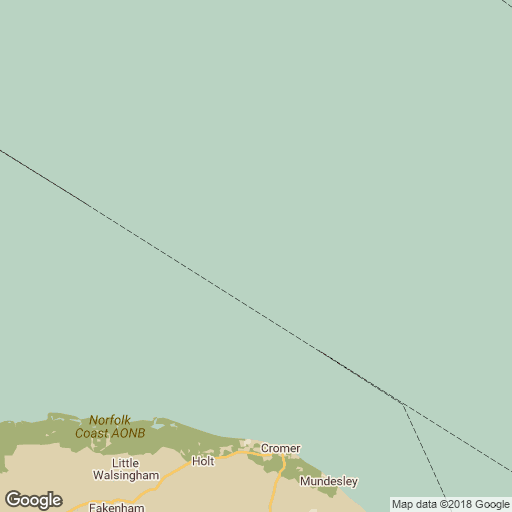 Norfolk
Coast AONB
Cromer
Little
Walsingham
Holt
Mundesley
Fakenham
Google
Map data ©2018 Google